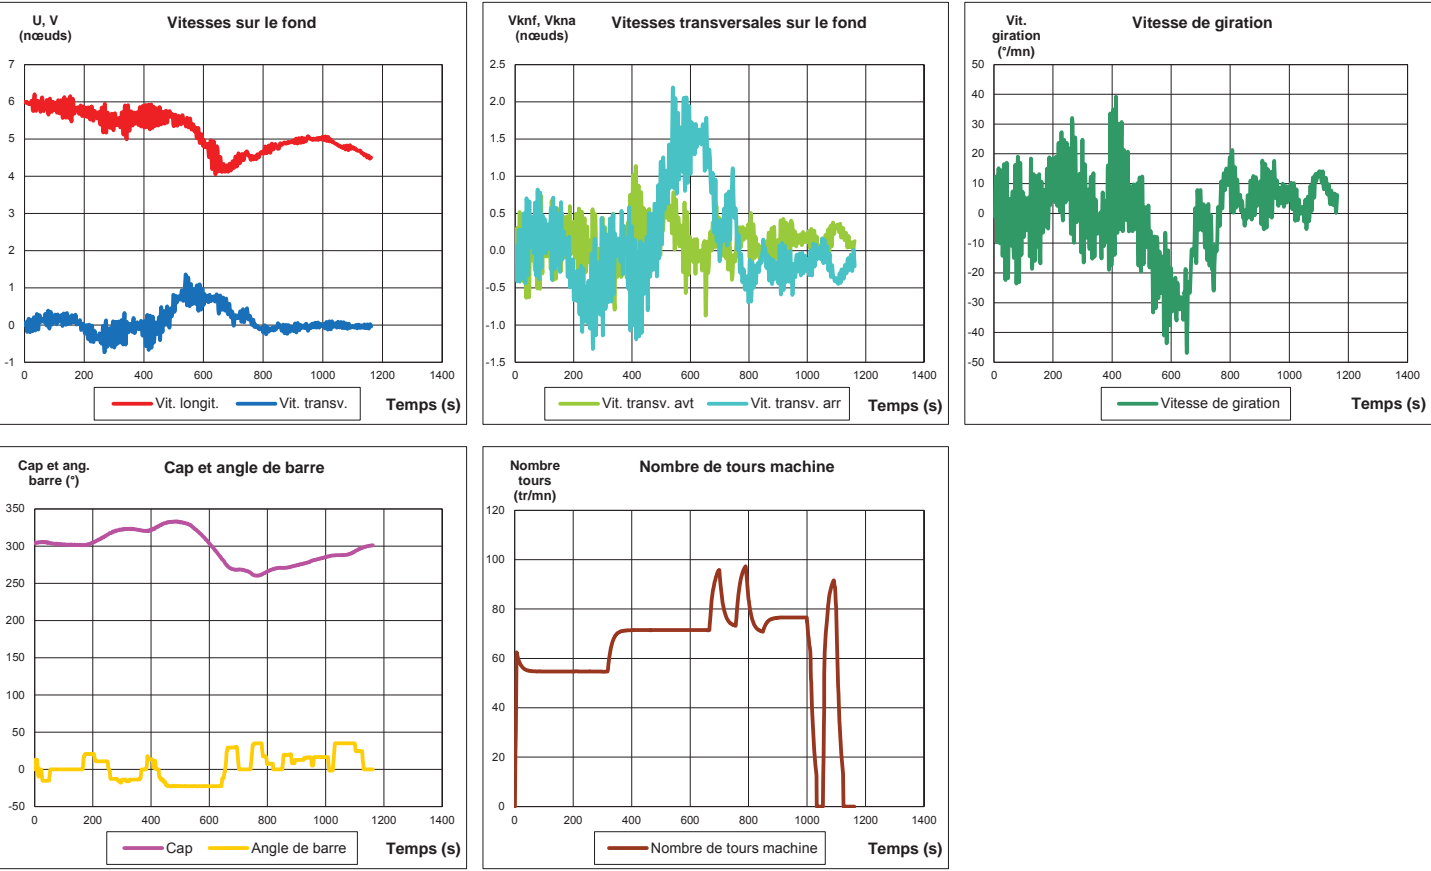 U, V
(nœuds)
Vitesses sur le fond
7
6
5
4
3
2
1
0
-1
0 200 400 600 800 1000 1200 1400
Vit. longit. Vit. transv. Temps (s)
Vknf, Vkna
(nœuds)
Vitesses transversales sur le fond
2.5
2.0
1.5
1.0
0.5
0.0
-0.5
-1.0
-1.5
0 200 400 600 800 1000 1200 1400
Vit. transv. avt Vit. transv. arr Temps (s)
Vit.
giration
(°/mn)
Vitesse de giration
50
40
30
20
10
0
-10
-20
-30
-40
-50
0 200 400 600 800 1000 1200 1400
Vitesse de giration Temps (s)
Cap et ang.
barre (°)
Cap et angle de barre
350
300
250
200
150
100
50
0
-50
0 200 400 600 800 1000 1200 1400
Cap Angle de barre Temps (s)
Nombre
tours
(tr/mn)
Nombre de tours machine
120
100
80
60
40
20
0
0 200 400 600 800 1000 1200 1400
Nombre de tours machine Temps (s)